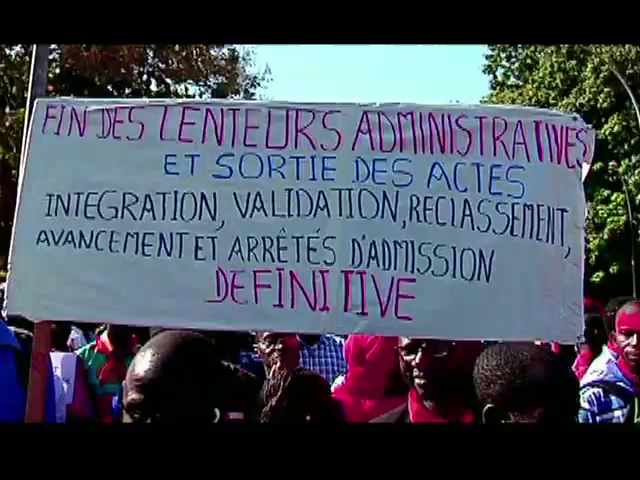 FIN DES LENTEURS ADMINISTRATIVES
ET SORTIE DES ACTES
INTEGRATION, VALIDATION, RECLASSEMENT,
AVANCEMENT ET ARRÊTÉS D'ADMISSION
DEFINITIVE